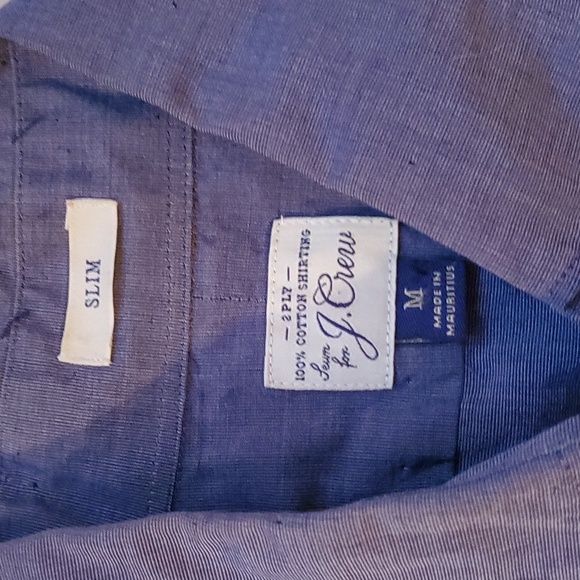 SLIM
— 2 PLY —
100% COTTON SHIRTING
Sewn
for
J.Crew
M
MADE IN
MAURITIUS